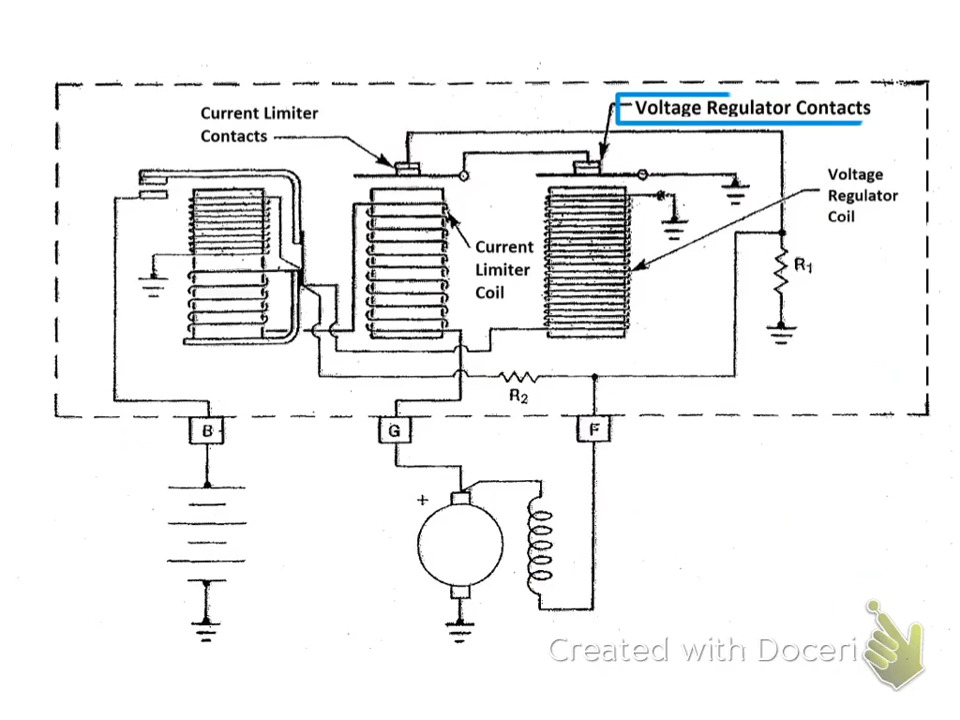 Current Limiter
Contacts
Voltage Regulator Contacts
Voltage
Regulator
Coil
Current
Limiter
Coil
R1
R2
B
G
F
+
Created with Doceri